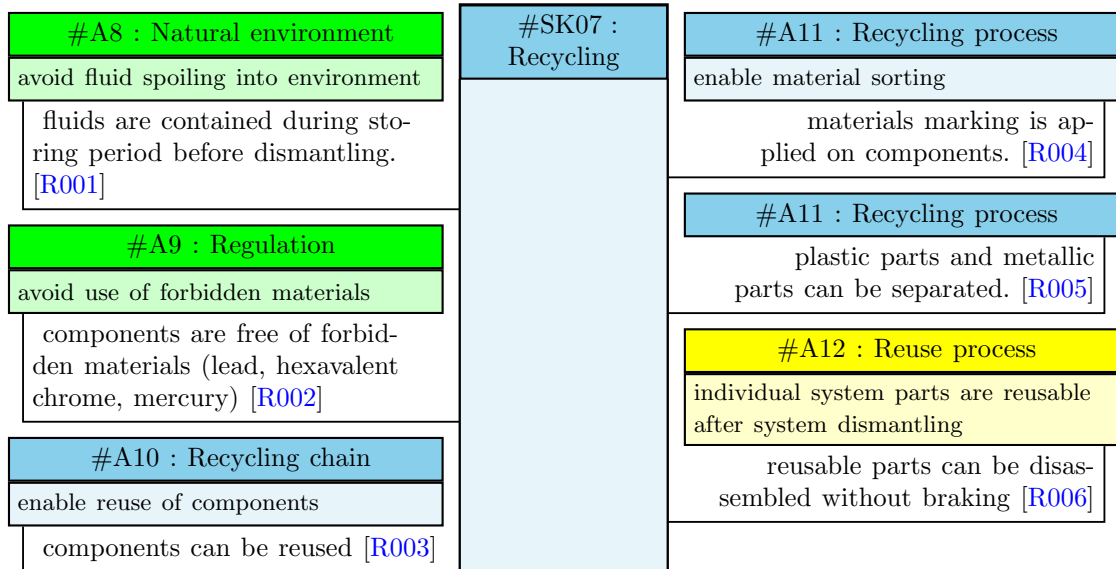 #A8 : Natural environment
avoid fluid spoiling into environment
fluids are contained during sto-
ring period before dismantling.
[R001]
#A9 : Regulation
avoid use of forbidden materials
components are free of forbid-
den materials (lead, hexavalent
chrome, mercury) [R002]
#A10 : Recycling chain
enable reuse of components
components can be reused [R003]
#SK07 :
Recycling
#A11 : Recycling process
enable material sorting
materials marking is ap-
plied on components. [R004]
#A11 : Recycling process
plastic parts and metallic
parts can be separated. [R005]
#A12 : Reuse process
individual system parts are reusable
after system dismantling
reusable parts can be disas-
sembled without braking [R006]